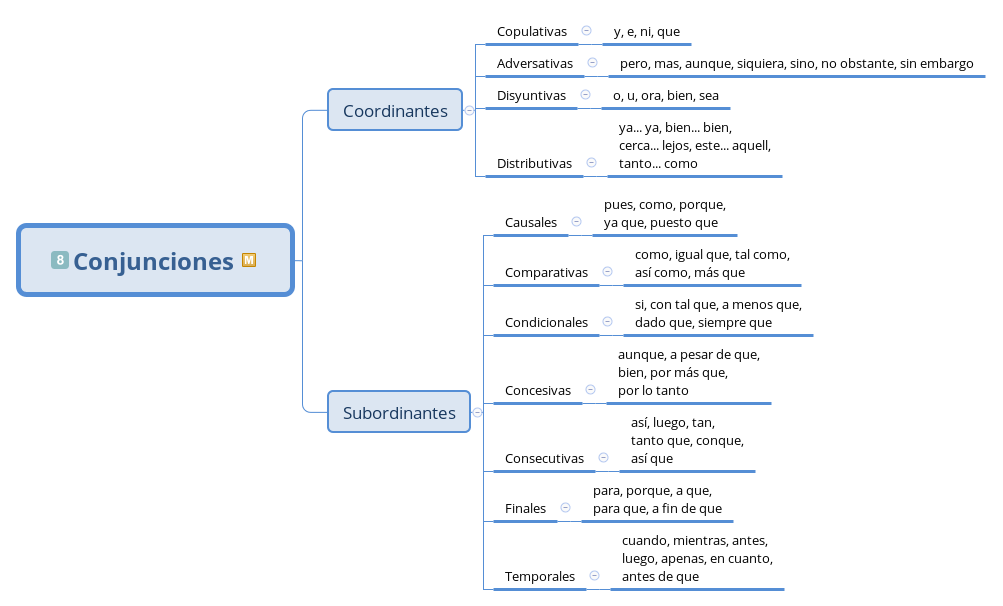 8 Conjunciones M
Coordinantes
Copulativas
y, e, ni, que
Adversativas
pero, mas, aunque, siquiera, sino, no obstante, sin embargo
Disyuntivas
o, u, ora, bien, sea
Distributivas
ya... ya, bien... bien,
cerca... lejos, este... aquell,
tanto... como
Subordinantes
Causales
pues, como, porque,
ya que, puesto que
Comparativas
como, igual que, tal como,
así como, más que
Condicionales
si, con tal que, a menos que,
dado que, siempre que
Concesivas
aunque, a pesar de que,
bien, por más que,
por lo tanto
Consecutivas
así, luego, tan,
tanto que, conque,
así que
Finales
para, porque, a que,
para que, a fin de que
Temporales
cuando, mientras, antes,
luego, apenas, en cuanto,
antes de que